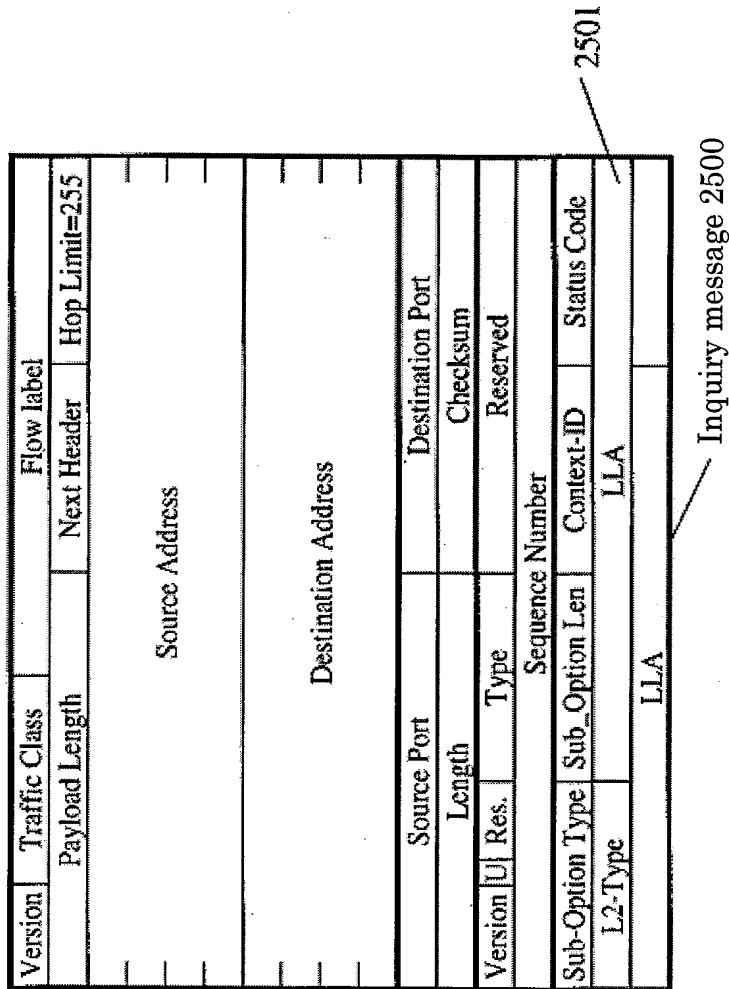 Version Traffic Class Flow label
Payload Length Next Header Hop Limit=255
Source Address
Destination Address
Source Port Destination Port
Length Checksum
Version U Res. Type Reserved
Sequence Number
Sub-Option Type Sub_Option Len Context-ID Status Code
L2-Type LLA
LLA
2501
Inquiry message 2500